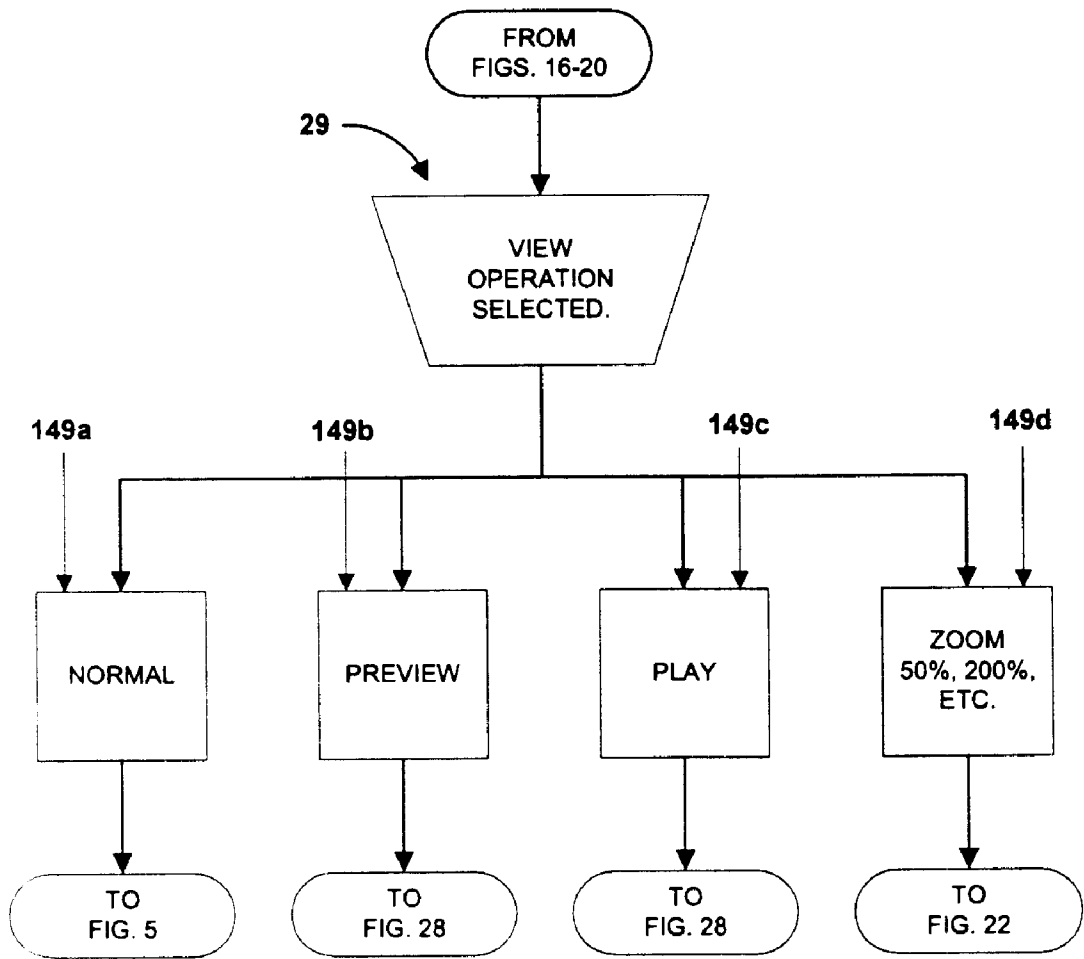 FROM
FIGS. 16-20
29
VIEW
OPERATION
SELECTED.
149a
149b
149c
149d
NORMAL
PREVIEW
PLAY
ZOOM
50%, 200%,
ETC.
TO
FIG. 5
TO
FIG. 28
TO
FIG. 28
TO
FIG. 22